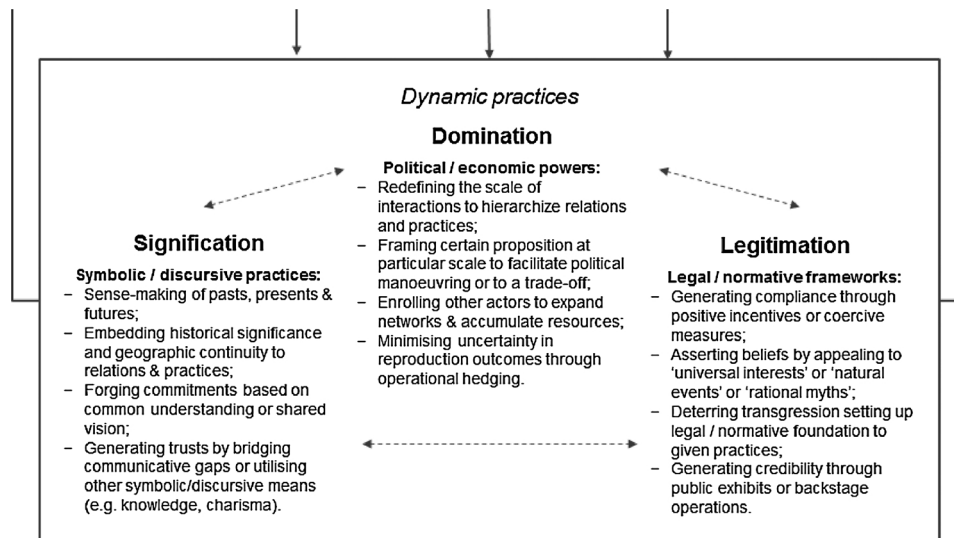 Dynamic practices
Domination
Political / economic powers:
– Redefining the scale of
interactions to hierarchize relations
and practices;
– Framing certain proposition at
particular scale to facilitate political
manoeuvring or to a trade-off;
– Enrolling other actors to expand
networks & accumulate resources;
– Minimising uncertainty in
reproduction outcomes through
operational hedging.
Signification
Symbolic / discursive practices:
– Sense-making of pasts, presents &
futures;
– Embedding historical significance
and geographic continuity to
relations & practices;
– Forging commitments based on
common understanding or shared
vision;
– Generating trusts by bridging
communicative gaps or utilising
other symbolic/discursive means
(e.g. knowledge, charisma).
Legitimation
Legal / normative frameworks:
– Generating compliance through
positive incentives or coercive
measures;
– Asserting beliefs by appealing to
‘universal interests’ or ‘natural
events’ or ‘rational myths’;
– Deterring transgression setting up
legal / normative foundation to
given practices;
– Generating credibility through
public exhibits or backstage
operations.